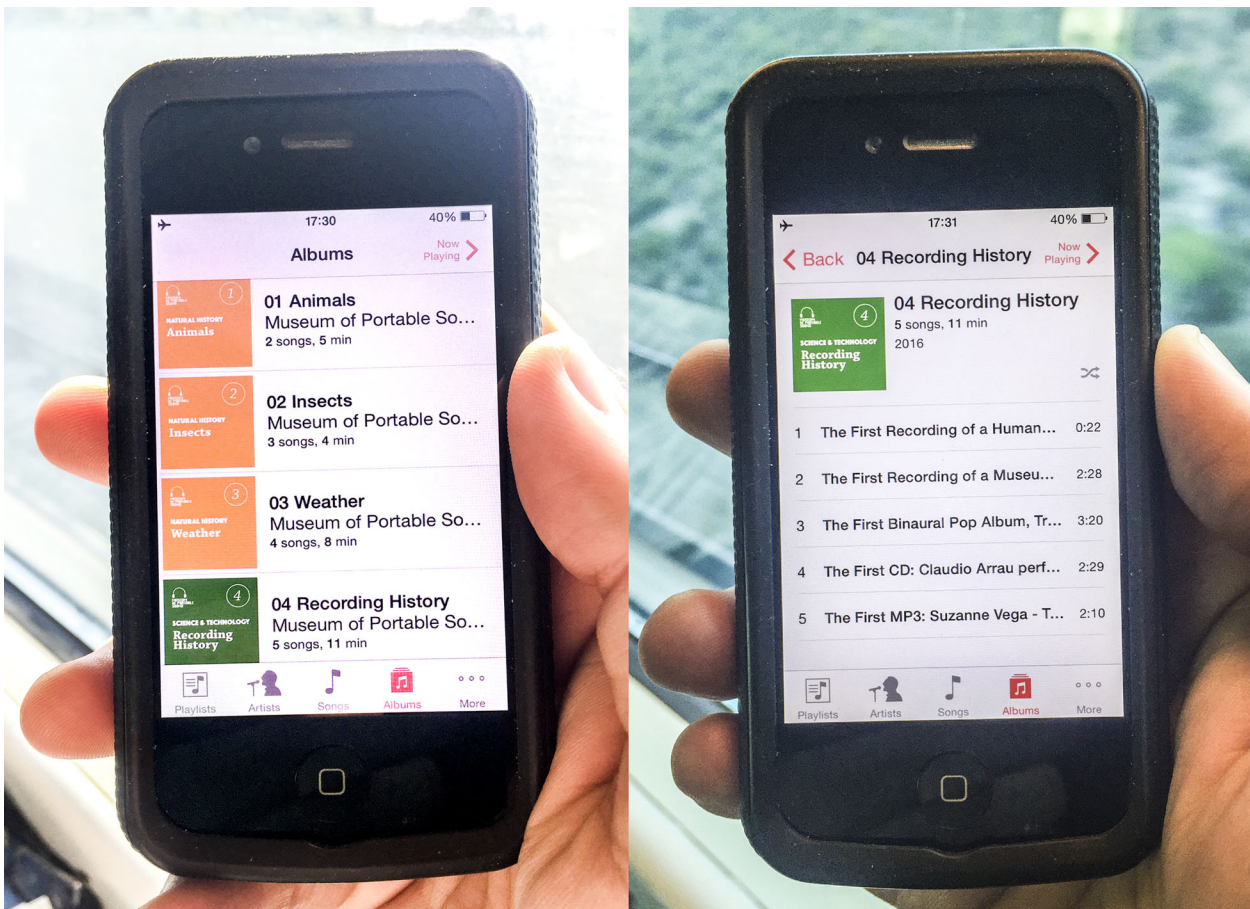 17:30
40%
Albums
Now
Playing
1
NATURAL HISTORY
Animals
01 Animals
Museum of Portable So...
2 songs, 5 min
2
NATURAL HISTORY
Insects
02 Insects
Museum of Portable So...
3 songs, 4 min
3
NATURAL HISTORY
Weather
03 Weather
Museum of Portable So...
4 songs, 8 min
4
SCIENCE & TECHNOLOGY
Recording
History
04 Recording History
Museum of Portable So...
5 songs, 11 min
Playlists
Artists
Songs
Albums
More
17:31
40%
Back
04 Recording History
Now
Playing
4
SCIENCE & TECHNOLOGY
Recording
History
04 Recording History
5 songs, 11 min
2016
1 The First Recording of a Human... 0:22
2 The First Recording of a Museu... 2:28
3 The First Binaural Pop Album, Tr... 3:20
4 The First CD: Claudio Arrau perf... 2:29
5 The First MP3: Suzanne Vega - T... 2:10
Playlists
Artists
Songs
Albums
More